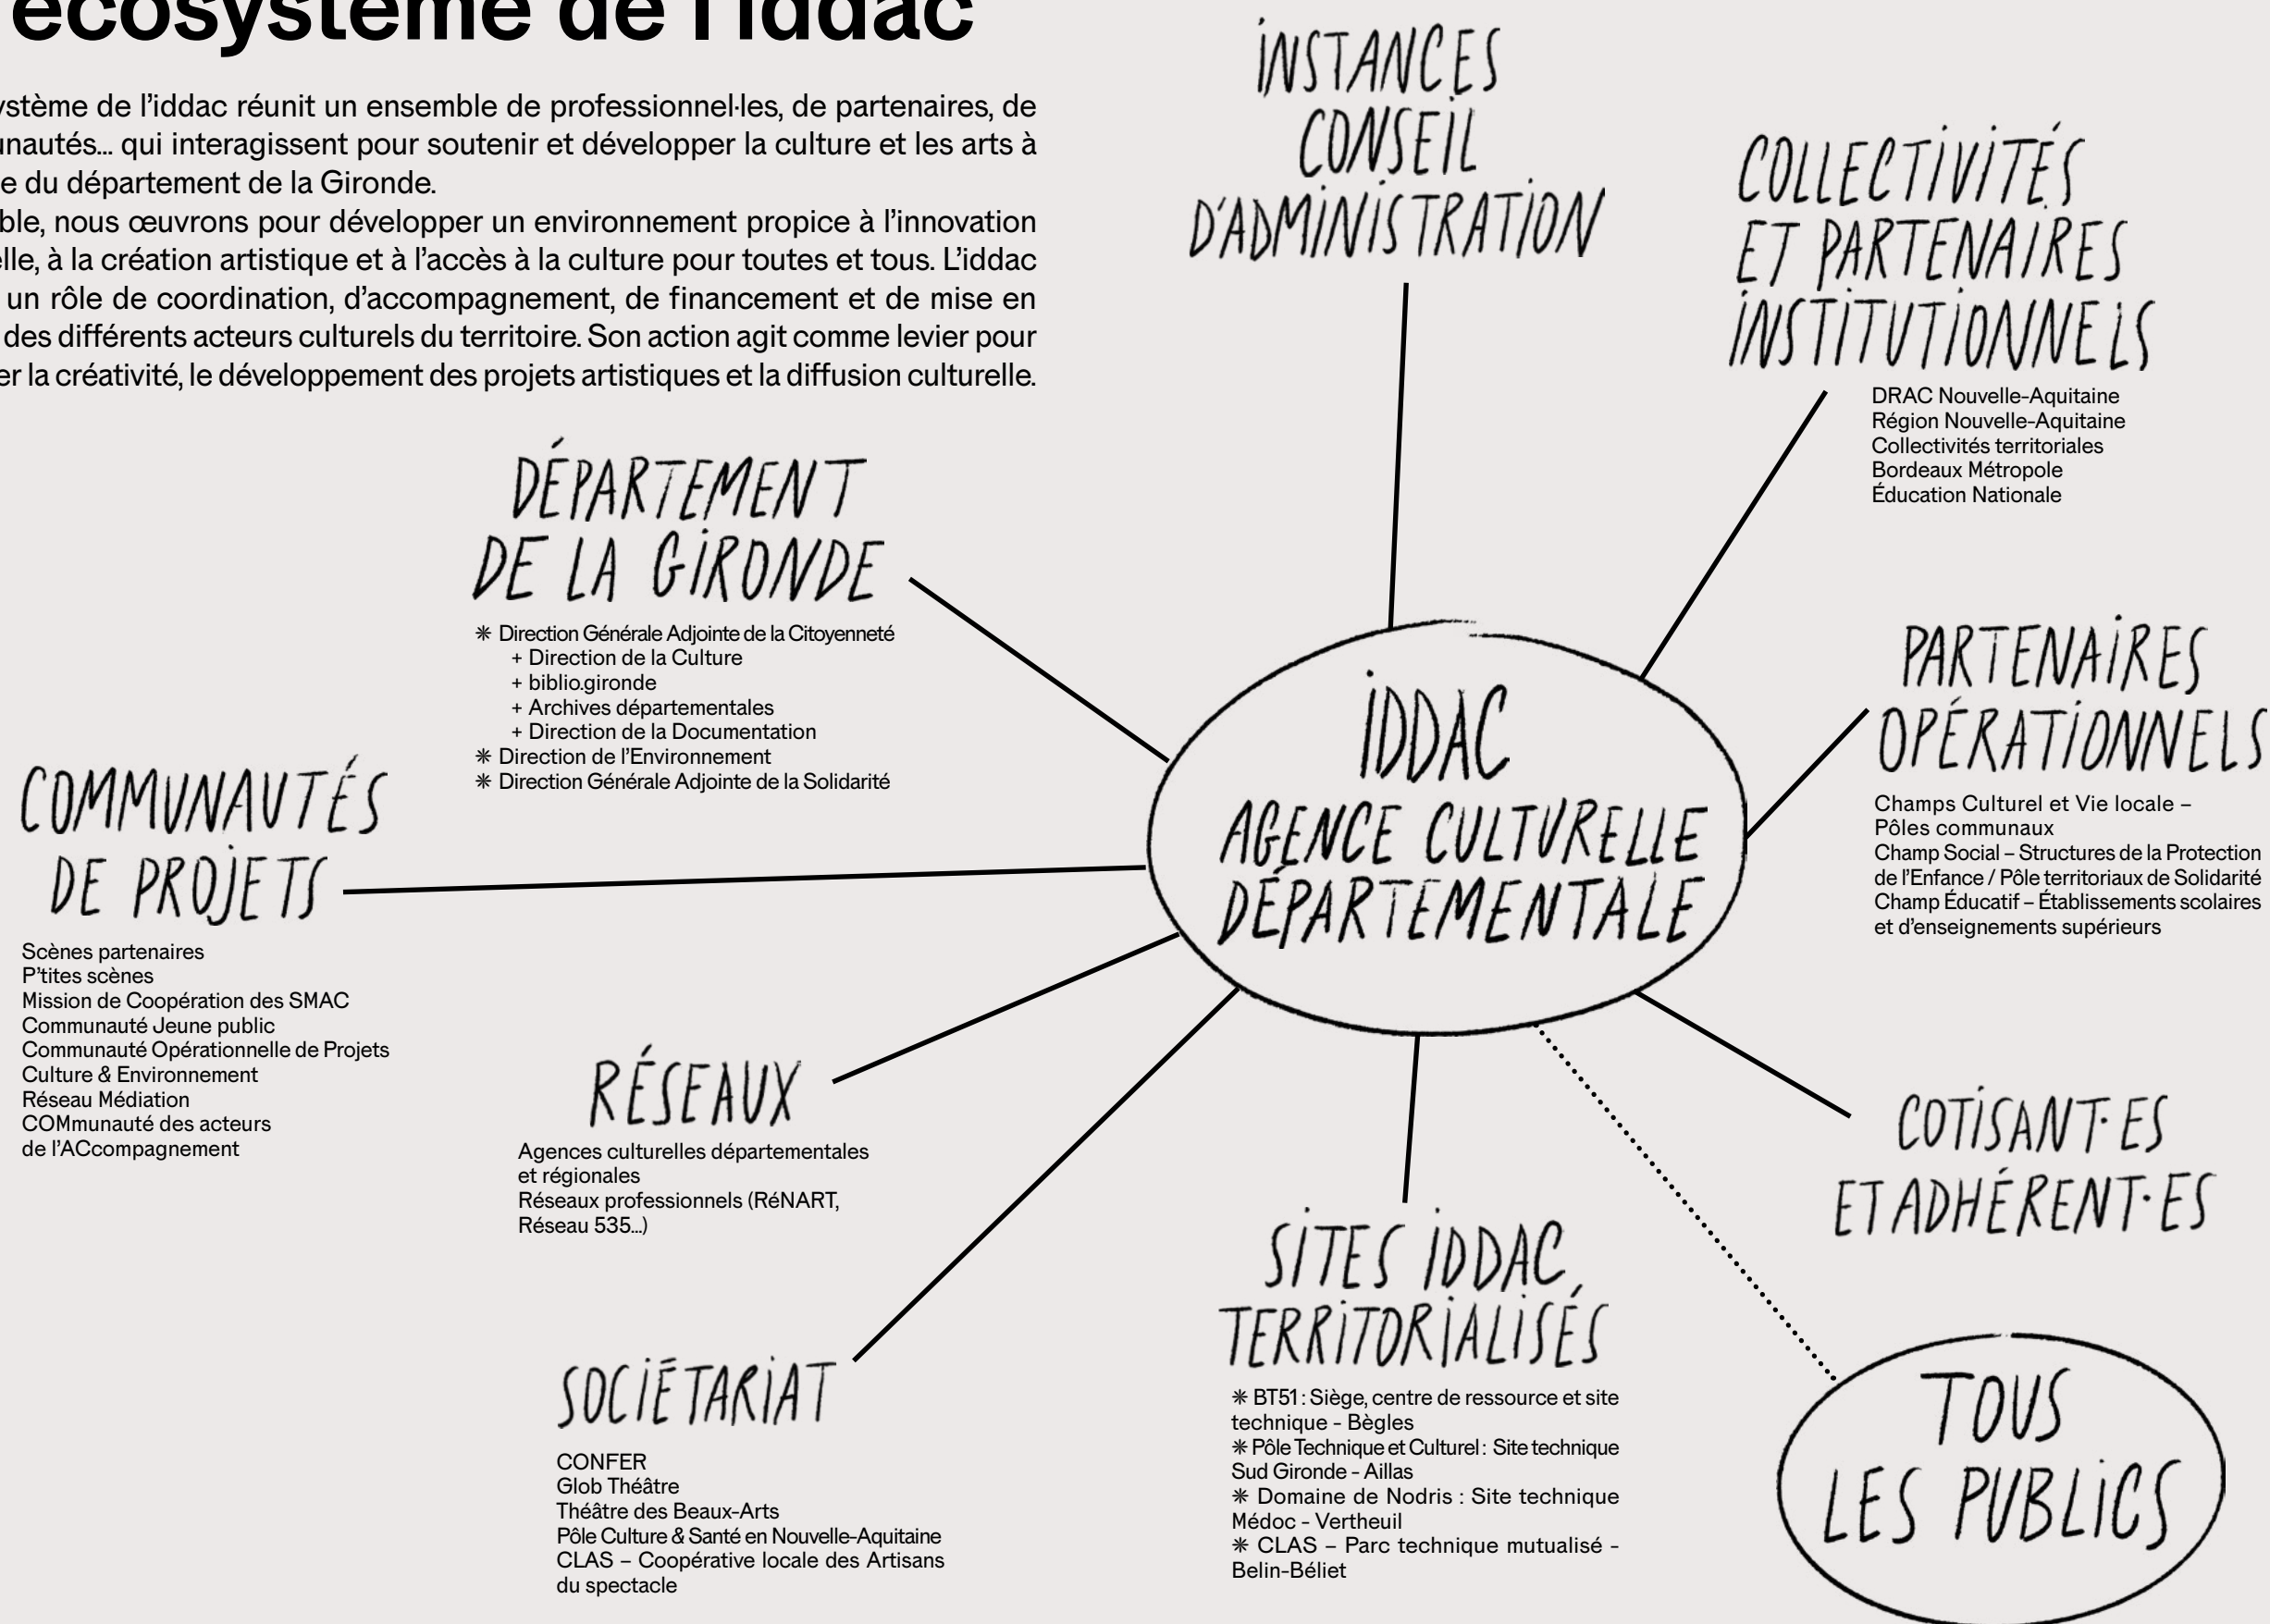 écosystème de l'iddac
de l'iddac réunit un ensemble de professionnel·les, de partenaires, de
qui interagissent pour soutenir et développer la culture et les arts à
du département de la Gironde.
nous œuvrons pour développer un environnement propice à l'innovation
à la création artistique et à l'accès à la culture pour toutes et tous. L'iddac
un rôle de coordination, d'accompagnement, de financement et de mise en
des différents acteurs culturels du territoire. Son action agit comme levier pour
la créativité, le développement des projets artistiques et la diffusion culturelle.
INSTANCES
CONSEIL
D'ADMINISTRATION
COLLECTIVITÉS
ET PARTENAIRES
INSTITUTIONNELS
DRAC Nouvelle-Aquitaine
Région Nouvelle-Aquitaine
Collectivités territoriales
Bordeaux Métropole
Éducation Nationale
DÉPARTEMENT
DE LA GIRONDE
✳ Direction Générale Adjointe de la Citoyenneté
+ Direction de la Culture
+ biblio.gironde
+ Archives départementales
+ Direction de la Documentation
✳ Direction de l'Environnement
✳ Direction Générale Adjointe de la Solidarité
IDDAC
AGENCE CULTURELLE
DÉPARTEMENTALE
PARTENAIRES
OPÉRATIONNELS
Champs Culturel et Vie locale –
Pôles communaux
Champ Social – Structures de la Protection
de l'Enfance / Pôle territoriaux de Solidarité
Champ Éducatif – Établissements scolaires
et d'enseignements supérieurs
COMMUNAUTÉS
DE PROJETS
Scènes partenaires
P'tites scènes
Mission de Coopération des SMAC
Communauté Jeune public
Communauté Opérationnelle de Projets
Culture & Environnement
Réseau Médiation
COMmunauté des acteurs
de l'ACcompagnement
RÉSEAUX
Agences culturelles départementales
et régionales
Réseaux professionnels (RéNART,
Réseau 535...)
COTISANT·ES
ET ADHÉRENT·ES
SOCIÉTARIAT
CONFER
Glob Théâtre
Théâtre des Beaux-Arts
Pôle Culture & Santé en Nouvelle-Aquitaine
CLAS – Coopérative locale des Artisans
du spectacle
SITES IDDAC
TERRITORIALISÉS
✳ BT51 : Siège, centre de ressource et site
technique - Bègles
✳ Pôle Technique et Culturel : Site technique
Sud Gironde - Aillas
✳ Domaine de Nodris : Site technique
Médoc - Vertheuil
✳ CLAS – Parc technique mutualisé -
Belin-Béliet
TOUS
LES PUBLICS